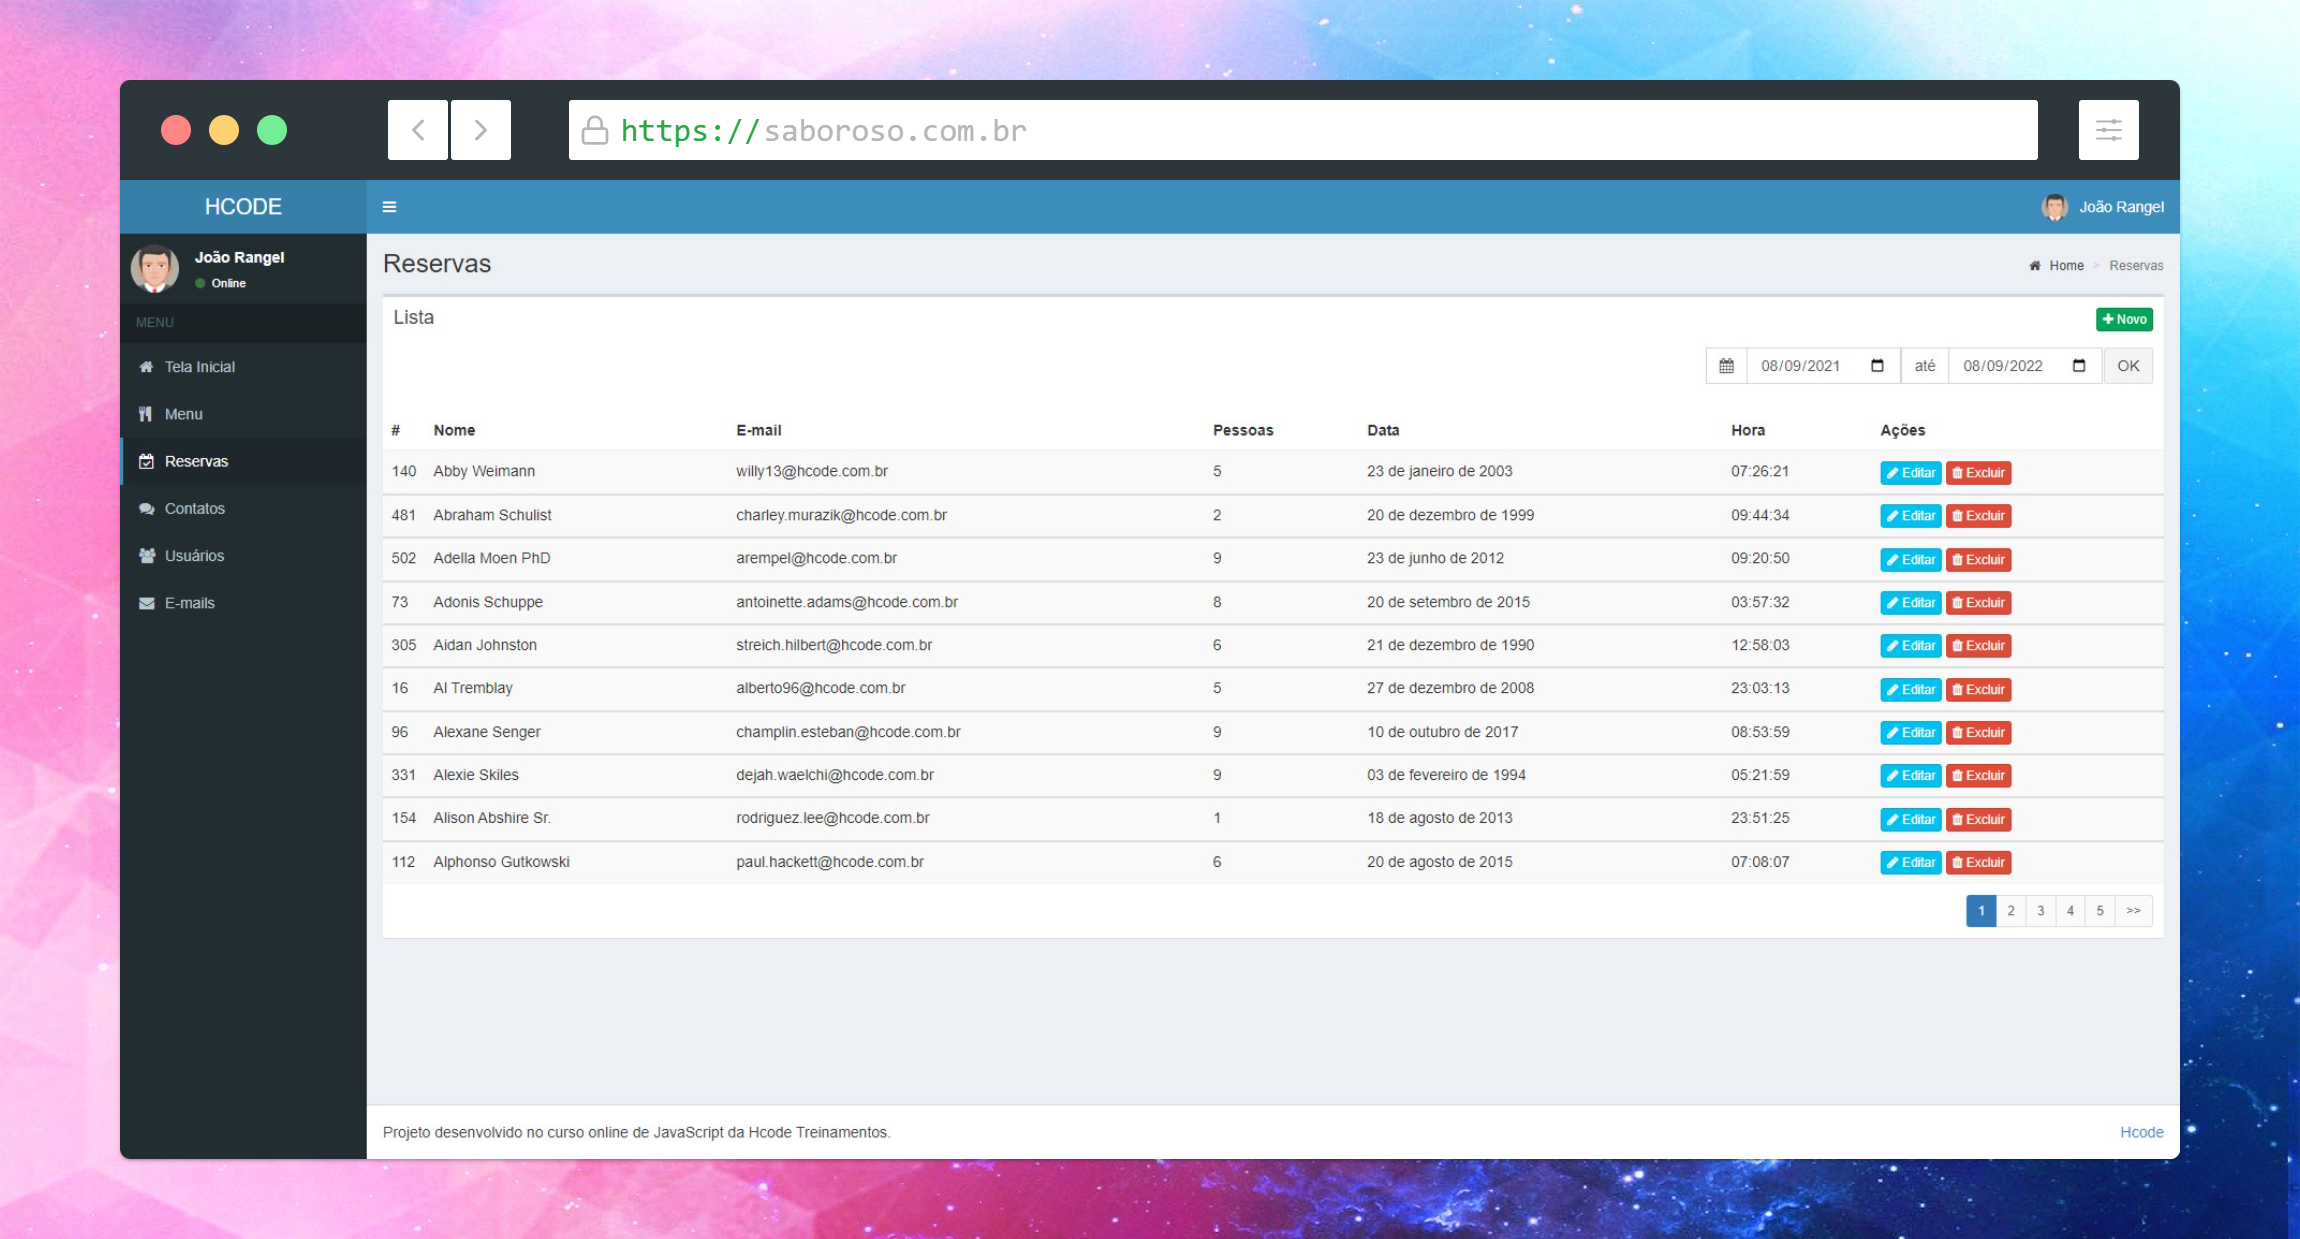 https://saboroso.com.br
HCODE
João Rangel
João Rangel
Online
MENU
Tela Inicial
Menu
Reservas
Contatos
Usuários
E-mails
Reservas
Home > Reservas
Lista
+ Novo
08/09/2021 até 08/09/2022 OK
# Nome E-mail Pessoas Data Hora Ações
140 Abby Weimann willy13@hcode.com.br 5 23 de janeiro de 2003 07:26:21 Editar Excluir
481 Abraham Schulist charley.murazik@hcode.com.br 2 20 de dezembro de 1999 09:44:34 Editar Excluir
502 Adella Moen PhD arempel@hcode.com.br 9 23 de junho de 2012 09:20:50 Editar Excluir
73 Adonis Schuppe antoinette.adams@hcode.com.br 8 20 de setembro de 2015 03:57:32 Editar Excluir
305 Aidan Johnston streich.hilbert@hcode.com.br 6 21 de dezembro de 1990 12:58:03 Editar Excluir
16 Al Tremblay alberto96@hcode.com.br 5 27 de dezembro de 2008 23:03:13 Editar Excluir
96 Alexane Senger champlin.esteban@hcode.com.br 9 10 de outubro de 2017 08:53:59 Editar Excluir
331 Alexie Skiles dejah.waelchi@hcode.com.br 9 03 de fevereiro de 1994 05:21:59 Editar Excluir
154 Alison Abshire Sr. rodriguez.lee@hcode.com.br 1 18 de agosto de 2013 23:51:25 Editar Excluir
112 Alphonso Gutkowski paul.hackett@hcode.com.br 6 20 de agosto de 2015 07:08:07 Editar Excluir
1 2 3 4 5 >>
Projeto desenvolvido no curso online de JavaScript da Hcode Treinamentos.
Hcode